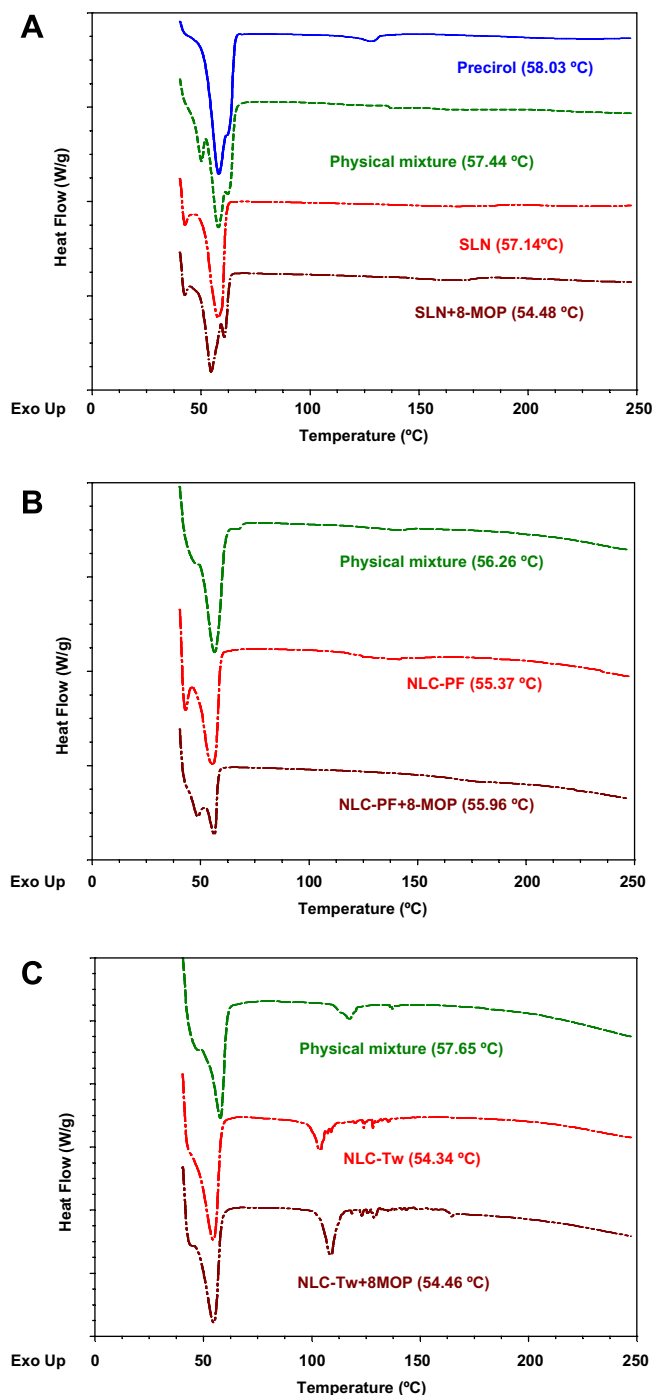 A
Precirol (58.03 ºC)
Physical mixture (57.44 ºC)
SLN (57.14ºC)
SLN+8-MOP (54.48 ºC)
Heat Flow (W/g)
Exo Up
0
50
100
150
200
250
Temperature (ºC)
B
Physical mixture (56.26 ºC)
NLC-PF (55.37 ºC)
NLC-PF+8-MOP (55.96 ºC)
Heat Flow (W/g)
Exo Up
0
50
100
150
200
250
Temperature (ºC)
C
Physical mixture (57.65 ºC)
NLC-Tw (54.34 ºC)
NLC-Tw+8MOP (54.46 ºC)
Heat Flow (W/g)
Exo Up
0
50
100
150
200
250
Temperature (ºC)